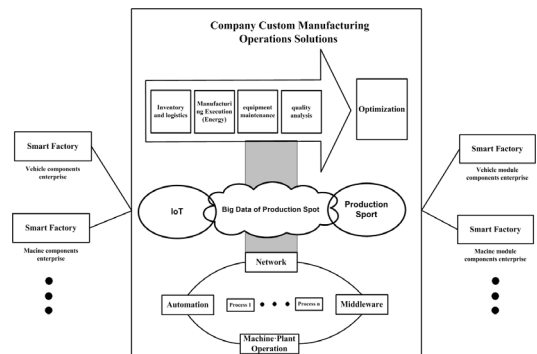 Company Custom Manufacturing
Operations Solutions
Inventory
and logistics
Manufacturi
ng Execution
(Energy)
equipment
maintenance
quality
analysis
Optimization
Smart Factory
Vehicle components
enterprise
Smart Factory
Macine components
enterprise
IoT
Big Data of Production Spot
Production
Sport
Smart Factory
Vehicle module
components enterprise
Smart Factory
Macine module
components enterprise
Network
Automation
Process 1
Process n
Middleware
Machine·Plant
Operation